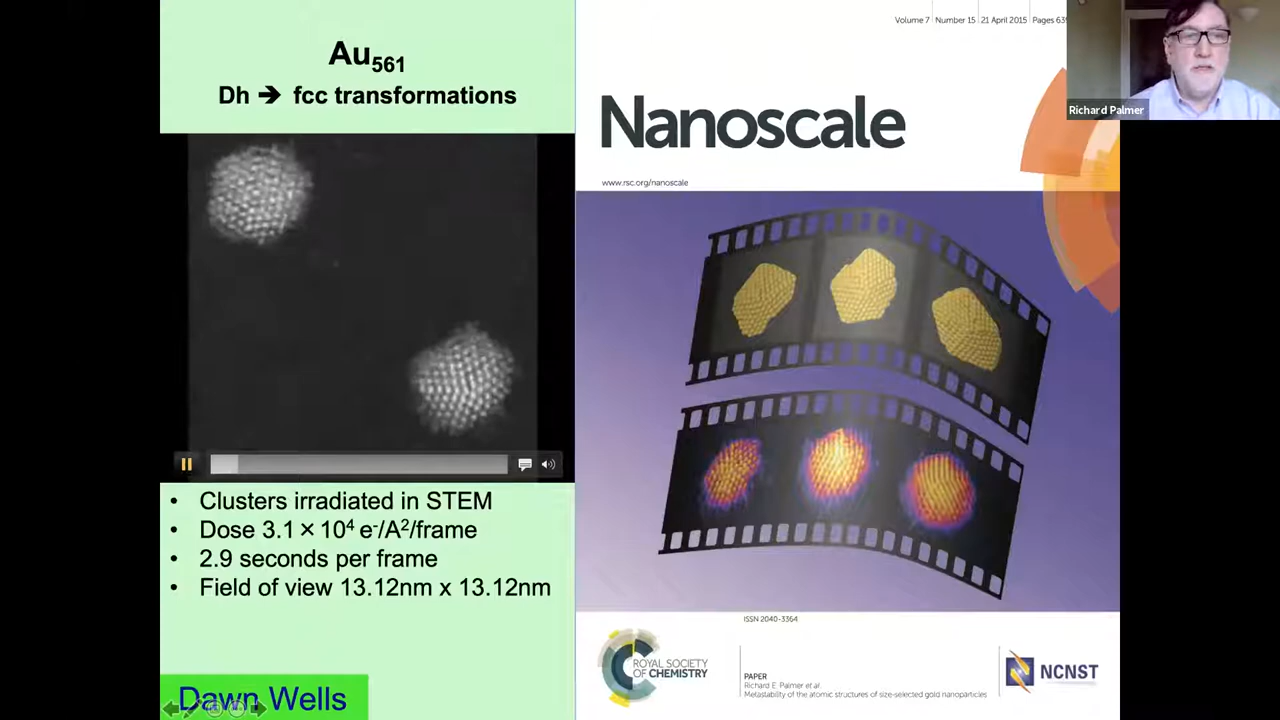 Au561
Dh ➔ fcc transformations
• Clusters irradiated in STEM
• Dose 3.1 × 10⁴ e⁻/A²/frame
• 2.9 seconds per frame
• Field of view 13.12nm x 13.12nm
Dawn Wells
Volume 7 Number 15 21 April 2015 Pages
Nanoscale
www.rsc.org/nanoscale
ISSN 2040-3364
ROYAL SOCIETY
OF CHEMISTRY
PAPER
Richard E. Palmer et al.
Metastability of the atomic structures of size-selected gold nanoparticles
NCNST
Richard Palmer